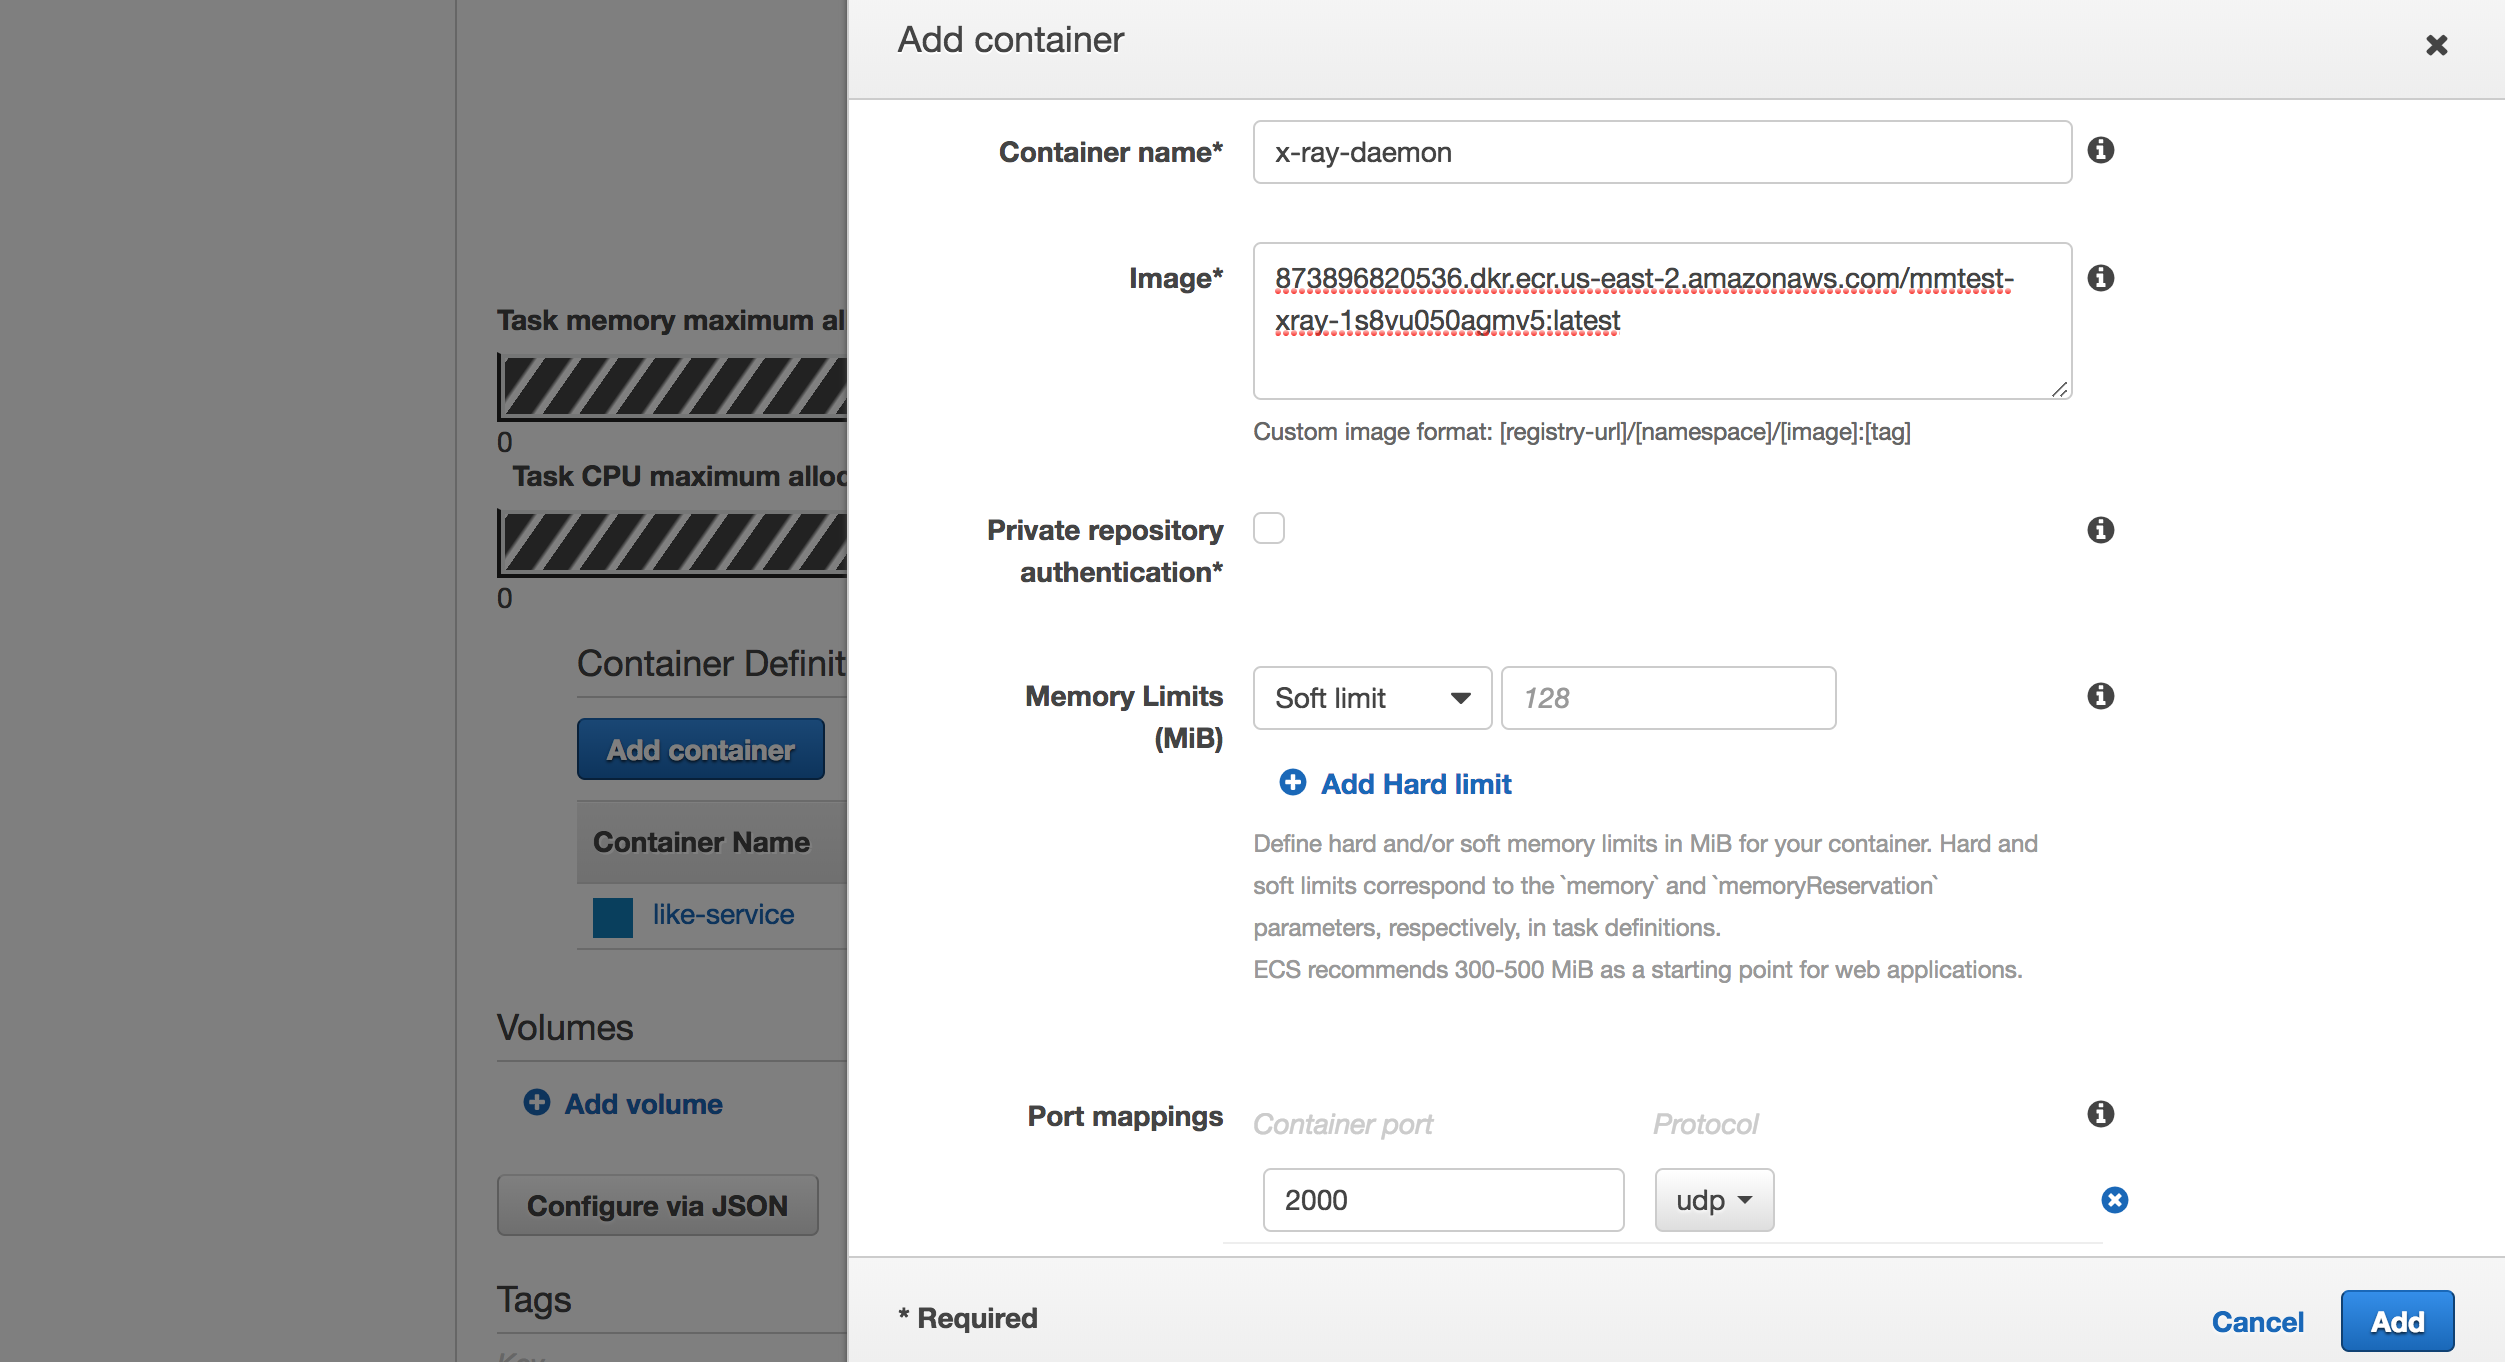 Add container
Container name*
x-ray-daemon
Image*
873896820536.dkr.ecr.us-east-2.amazonaws.com/mmtest-
xray-1s8vu050agmv5:latest
Custom image format: [registry-url]/[namespace]/[image]:[tag]
Private repository
authentication*
Memory Limits
(MiB)
Soft limit
128
Add Hard limit
Define hard and/or soft memory limits in MiB for your container. Hard and
soft limits correspond to the `memory` and `memoryReservation`
parameters, respectively, in task definitions.
ECS recommends 300-500 MiB as a starting point for web applications.
Port mappings
Container port
Protocol
2000
udp
* Required
Cancel
Add
Task memory maximum al
0
Task CPU maximum alloc
0
Container Definit
Add container
Container Name
like-service
Volumes
Add volume
Configure via JSON
Tags
Key